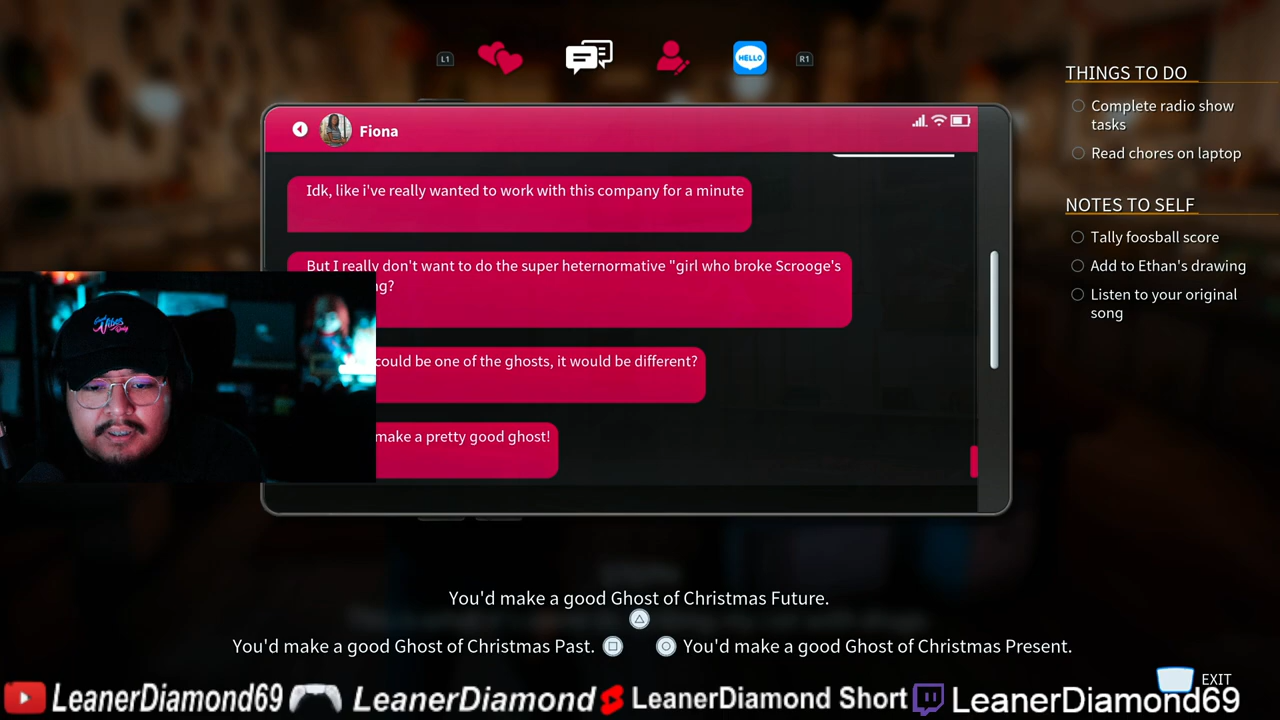 L1
HELLO
R1
THINGS TO DO
Complete radio show
tasks
Read chores on laptop
NOTES TO SELF
Tally foosball score
Add to Ethan's drawing
Listen to your original
song
Fiona
Idk, like i've really wanted to work with this company for a minute
But I really don't want to do the super heternormative "girl who broke Scrooge's
ng?
could be one of the ghosts, it would be different?
make a pretty good ghost!
Vibes
You'd make a good Ghost of Christmas Future.
You'd make a good Ghost of Christmas Past.
You'd make a good Ghost of Christmas Present.
EXIT
LeanerDiamond69 LeanerDiamond LeanerDiamond Short LeanerDiamond69